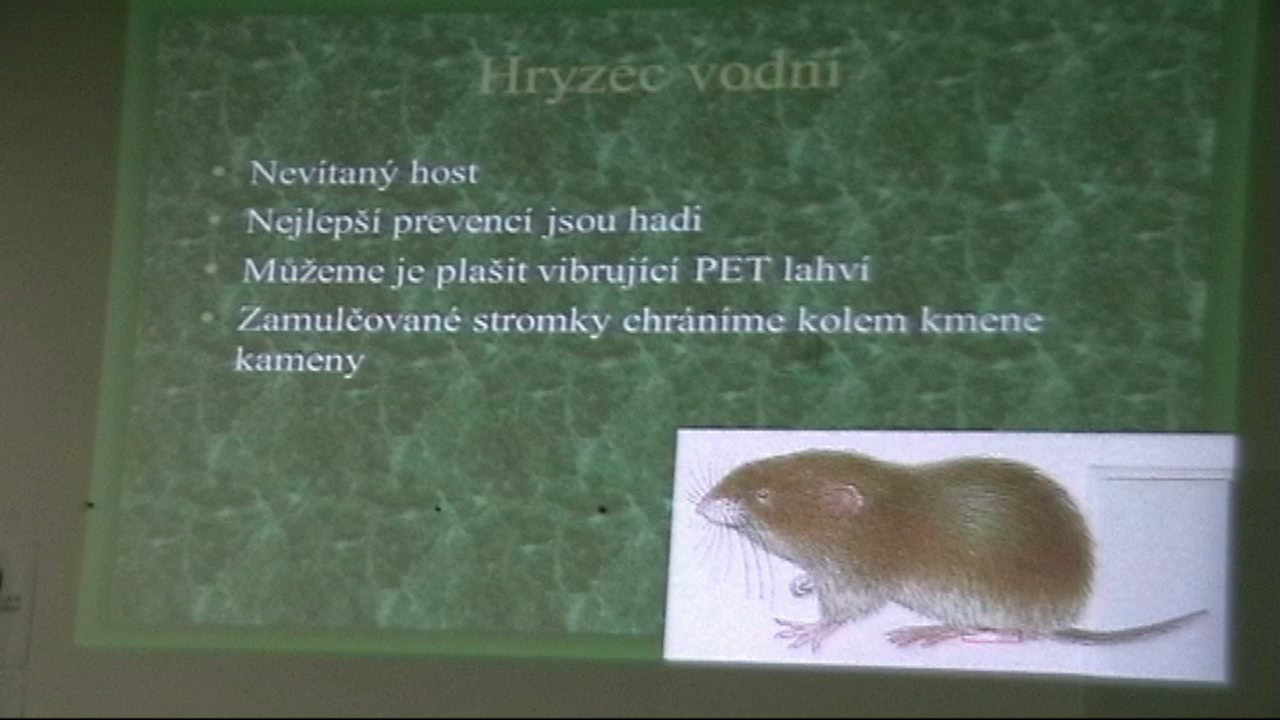 Hryzec vodní
• Nevítaný host
• Nejlepší prevencí jsou hadi
• Můžeme je plašit vibrující PET lahví
• Zamulčované stromky chráníme kolem kmene
kameny